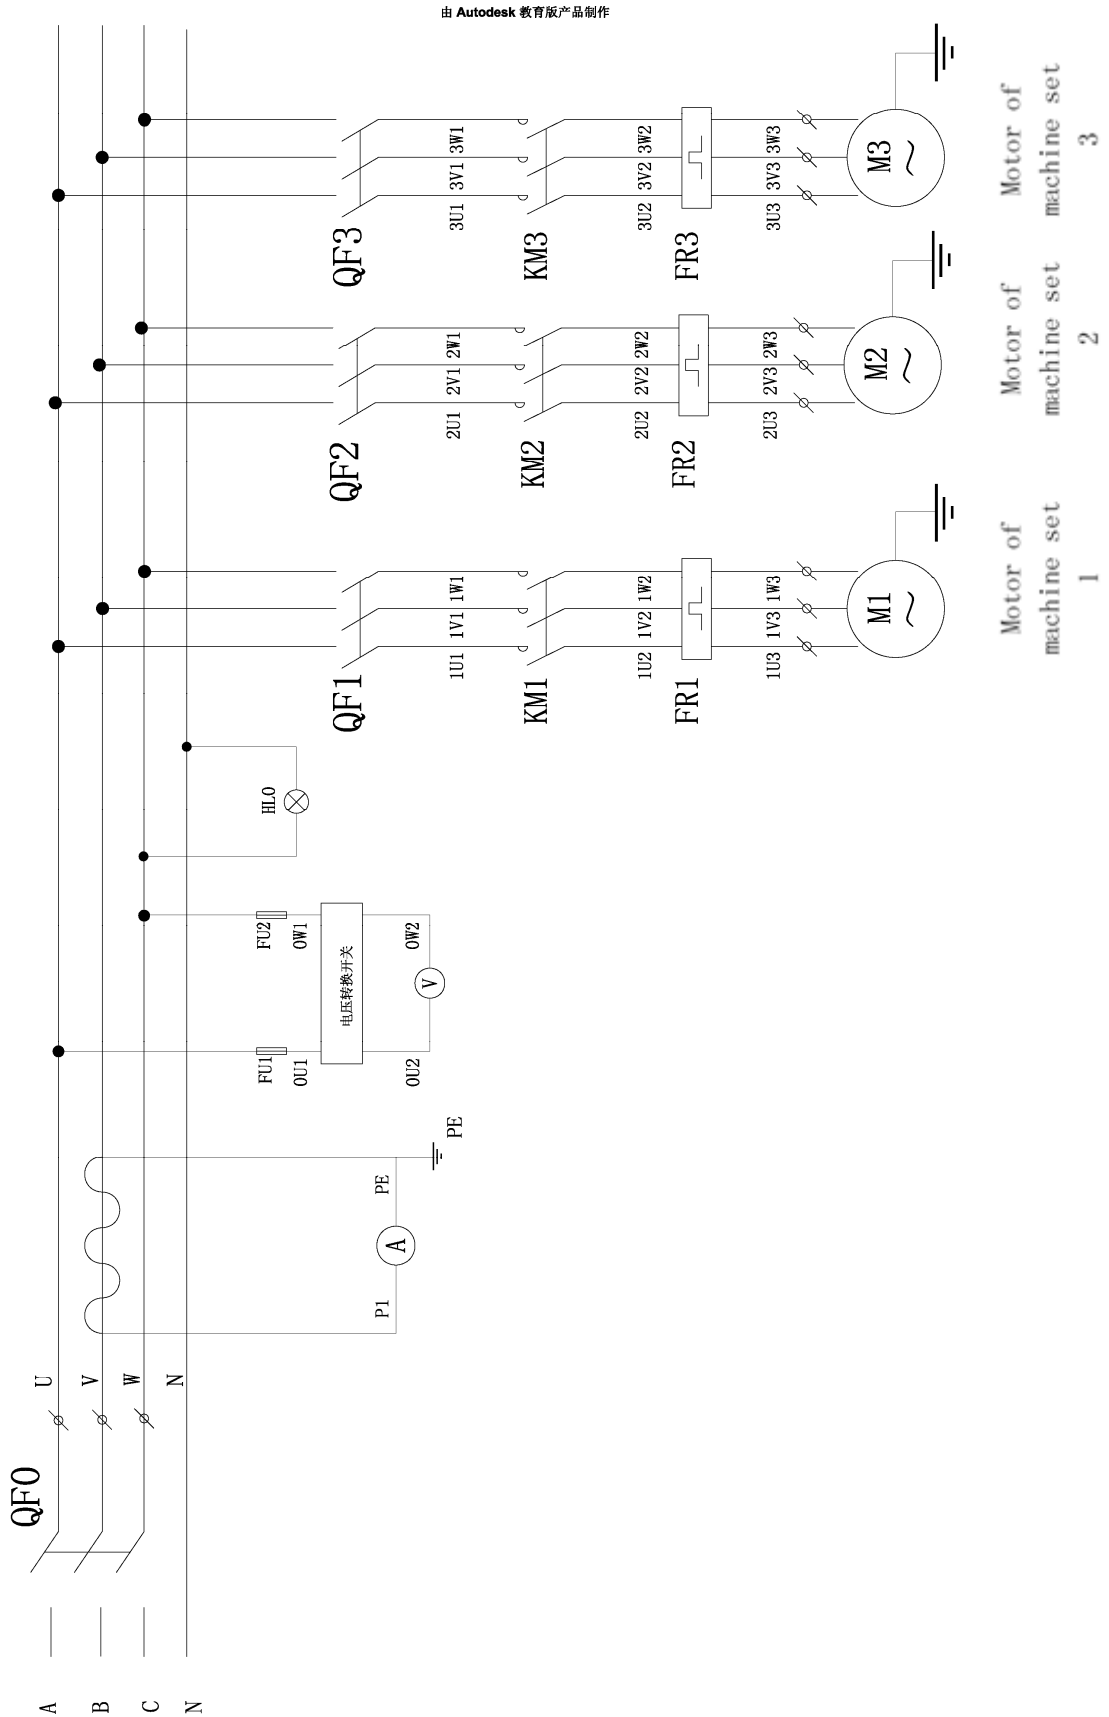 由 Autodesk 教育版产品制作
A
B
C
N
QF0
U
V
W
N
P1
A
PE
PE
FU1
0U1
FU2
0W1
电压转换开关
0U2
V
0W2
HL0
QF1
1U1
1V1
1W1
KM1
1U2
1V2
1W2
FR1
1U3
1V3
1W3
M1
~
Motor of
machine set
1
QF2
2U1
2V1
2W1
KM2
2U2
2V2
2W2
FR2
2U3
2V3
2W3
M2
~
Motor of
machine set
2
QF3
3U1
3V1
3W1
KM3
3U2
3V2
3W2
FR3
3U3
3V3
3W3
M3
~
Motor of
machine set
3